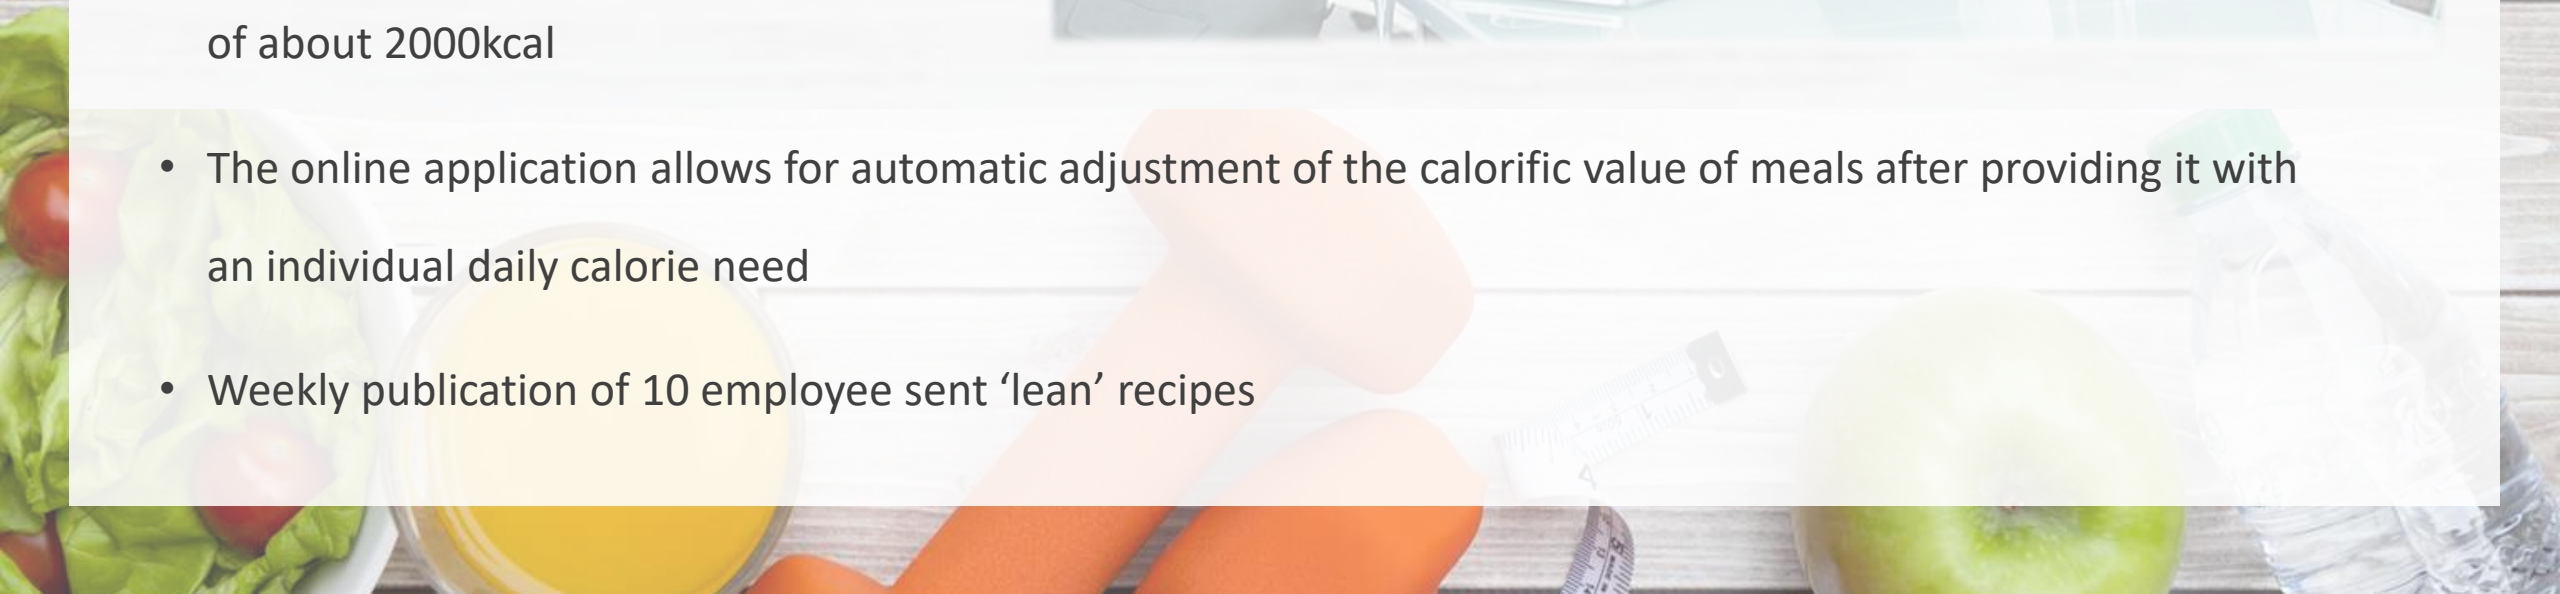 of about 2000kcal
• The online application allows for automatic adjustment of the calorific value of meals after providing it with
an individual daily calorie need
• Weekly publication of 10 employee sent ‘lean’ recipes